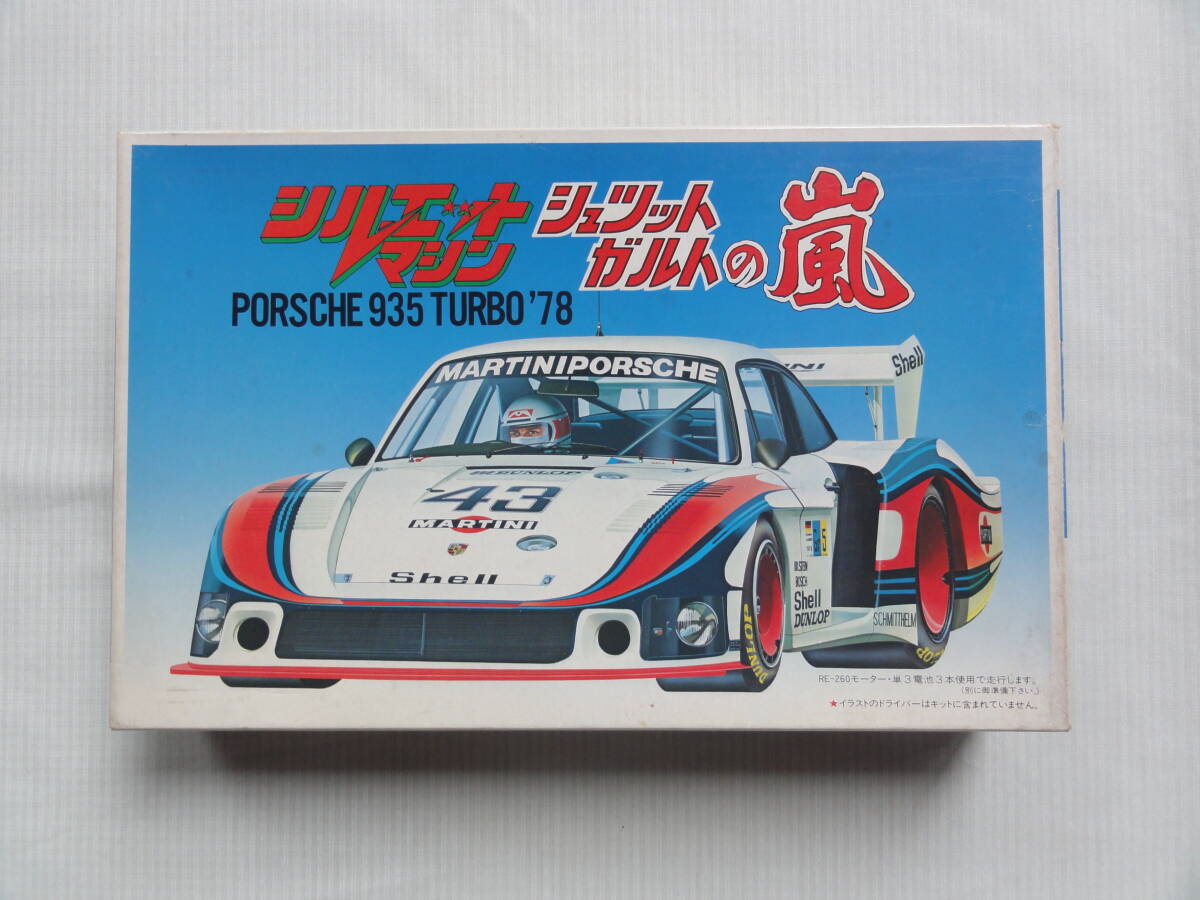 シルエット
マシン
シュツット
ガルトの嵐
PORSCHE 935 TURBO '78
MARTINI PORSCHE
Shell
DUNLOP
43
MARTINI
Shell
BOSCH
Shell
DUNLOP
SCHMITTHELM
DUNLOP
RE-260モーター・単3電池3本使用で走行します。
(別に御準備下さい。)
★イラストのドライバーはキットに含まれていません。